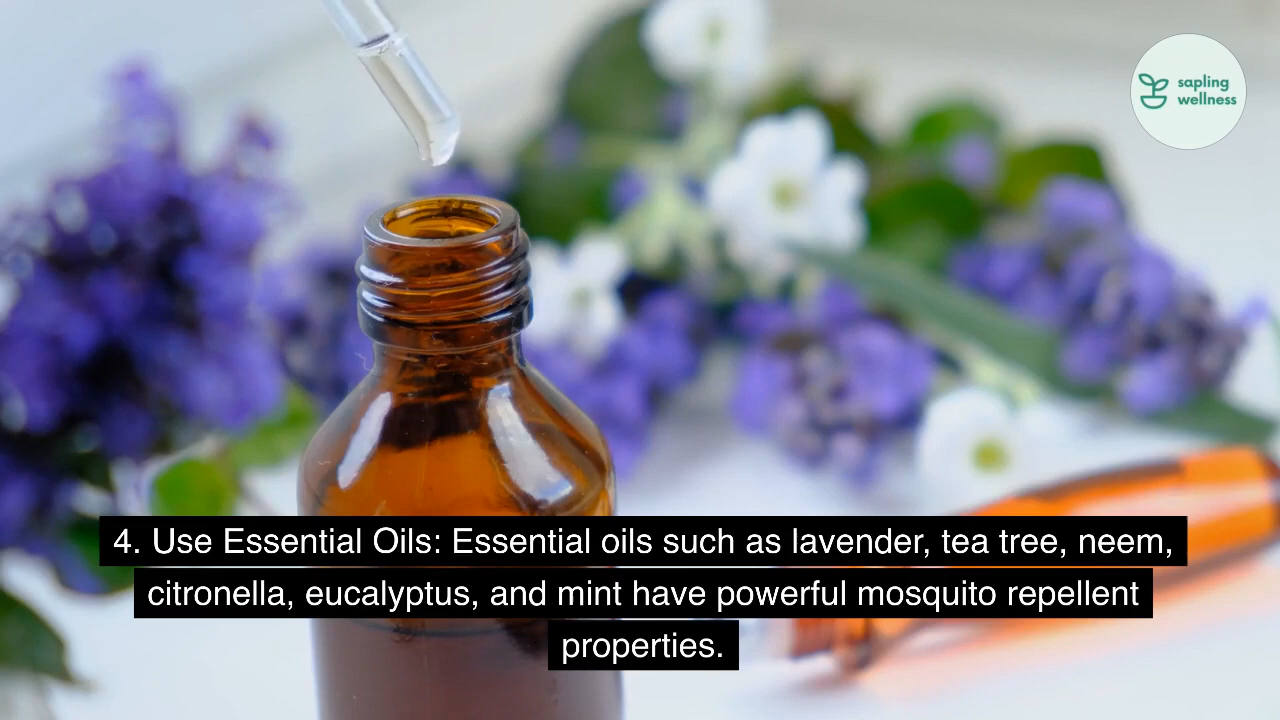 sapling
wellness
4. Use Essential Oils: Essential oils such as lavender, tea tree, neem,
citronella, eucalyptus, and mint have powerful mosquito repellent
properties.